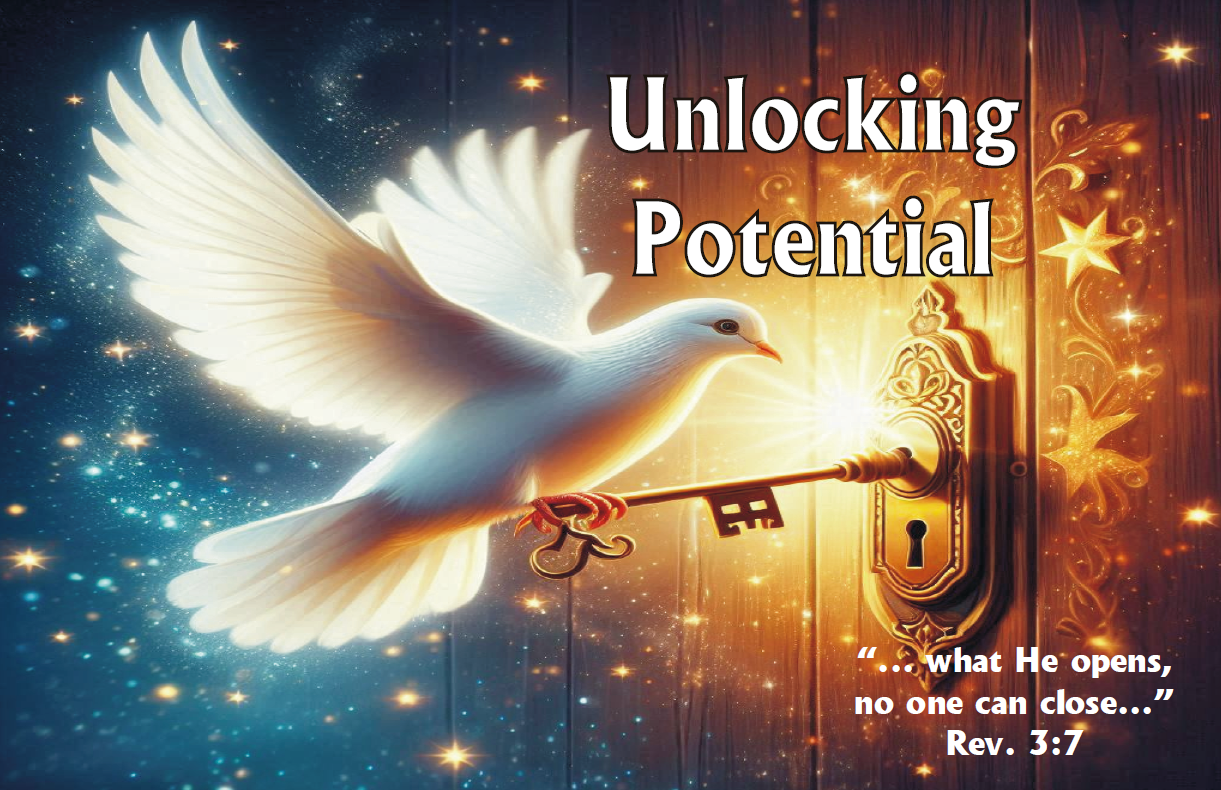 Unlocking
Potential
“... what He opens,
no one can close...”
Rev. 3:7